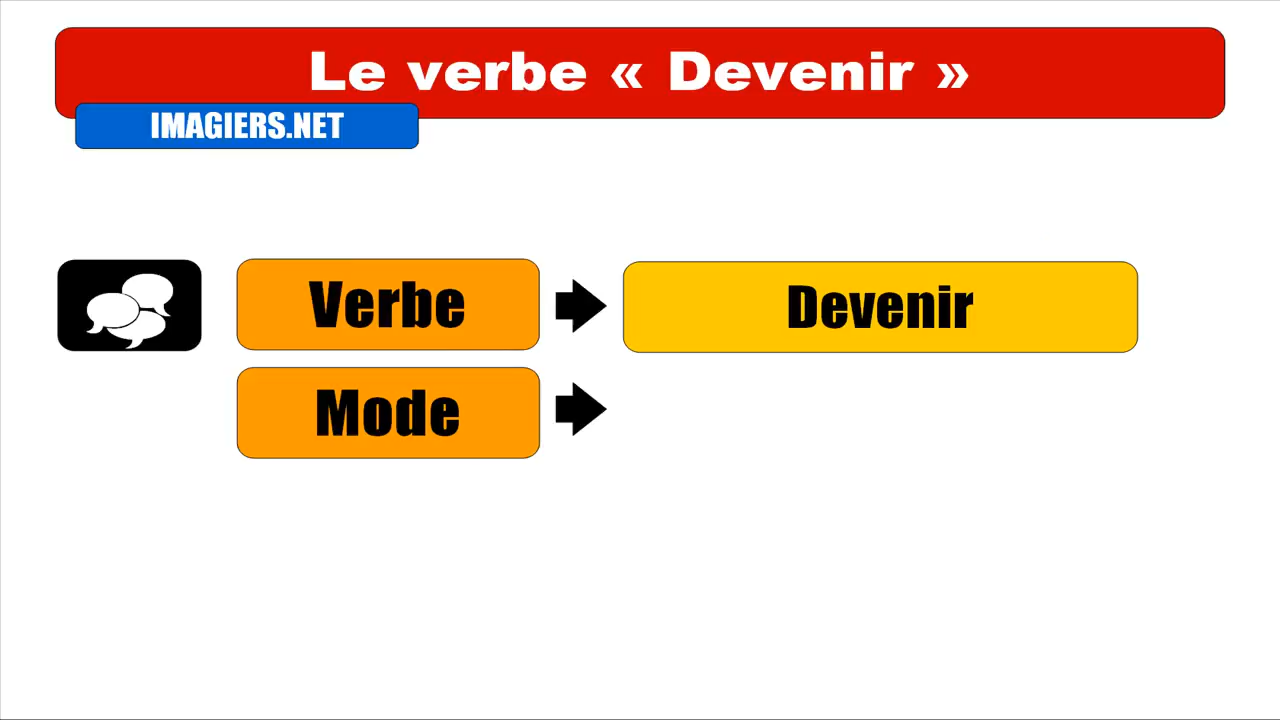 Le verbe « Devenir »
IMAGIERS.NET
Verbe
Devenir
Mode